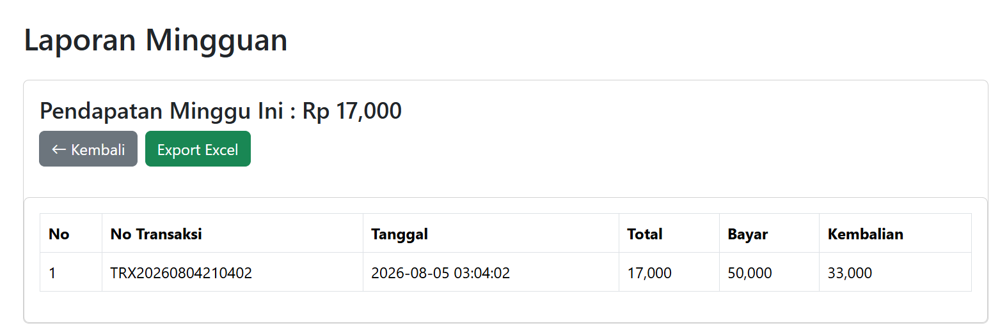 Laporan Mingguan
Pendapatan Minggu Ini : Rp 17,000
← Kembali Export Excel
No No Transaksi Tanggal Total Bayar Kembalian
1 TRX20260804210402 2026-08-05 03:04:02 17,000 50,000 33,000